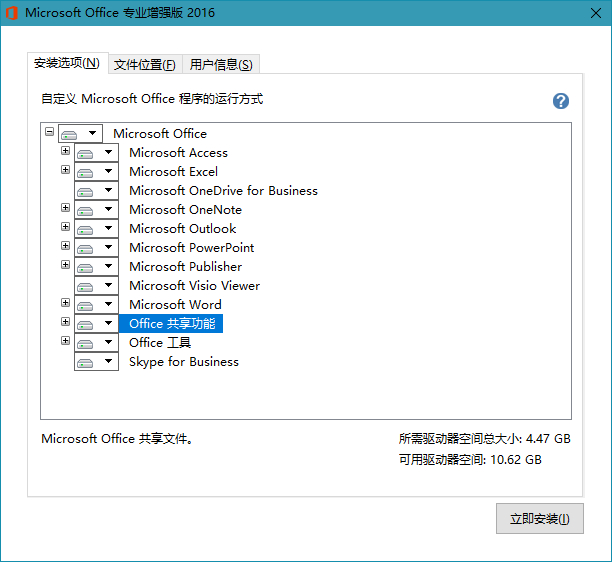 Microsoft Office 专业增强版 2016
安装选项(N) 文件位置(F) 用户信息(S)
自定义 Microsoft Office 程序的运行方式
Microsoft Office
Microsoft Access
Microsoft Excel
Microsoft OneDrive for Business
Microsoft OneNote
Microsoft Outlook
Microsoft PowerPoint
Microsoft Publisher
Microsoft Visio Viewer
Microsoft Word
Office 共享功能
Office 工具
Skype for Business
Microsoft Office 共享文件。 所需驱动器空间总大小: 4.47 GB
可用驱动器空间: 10.62 GB
立即安装(I)